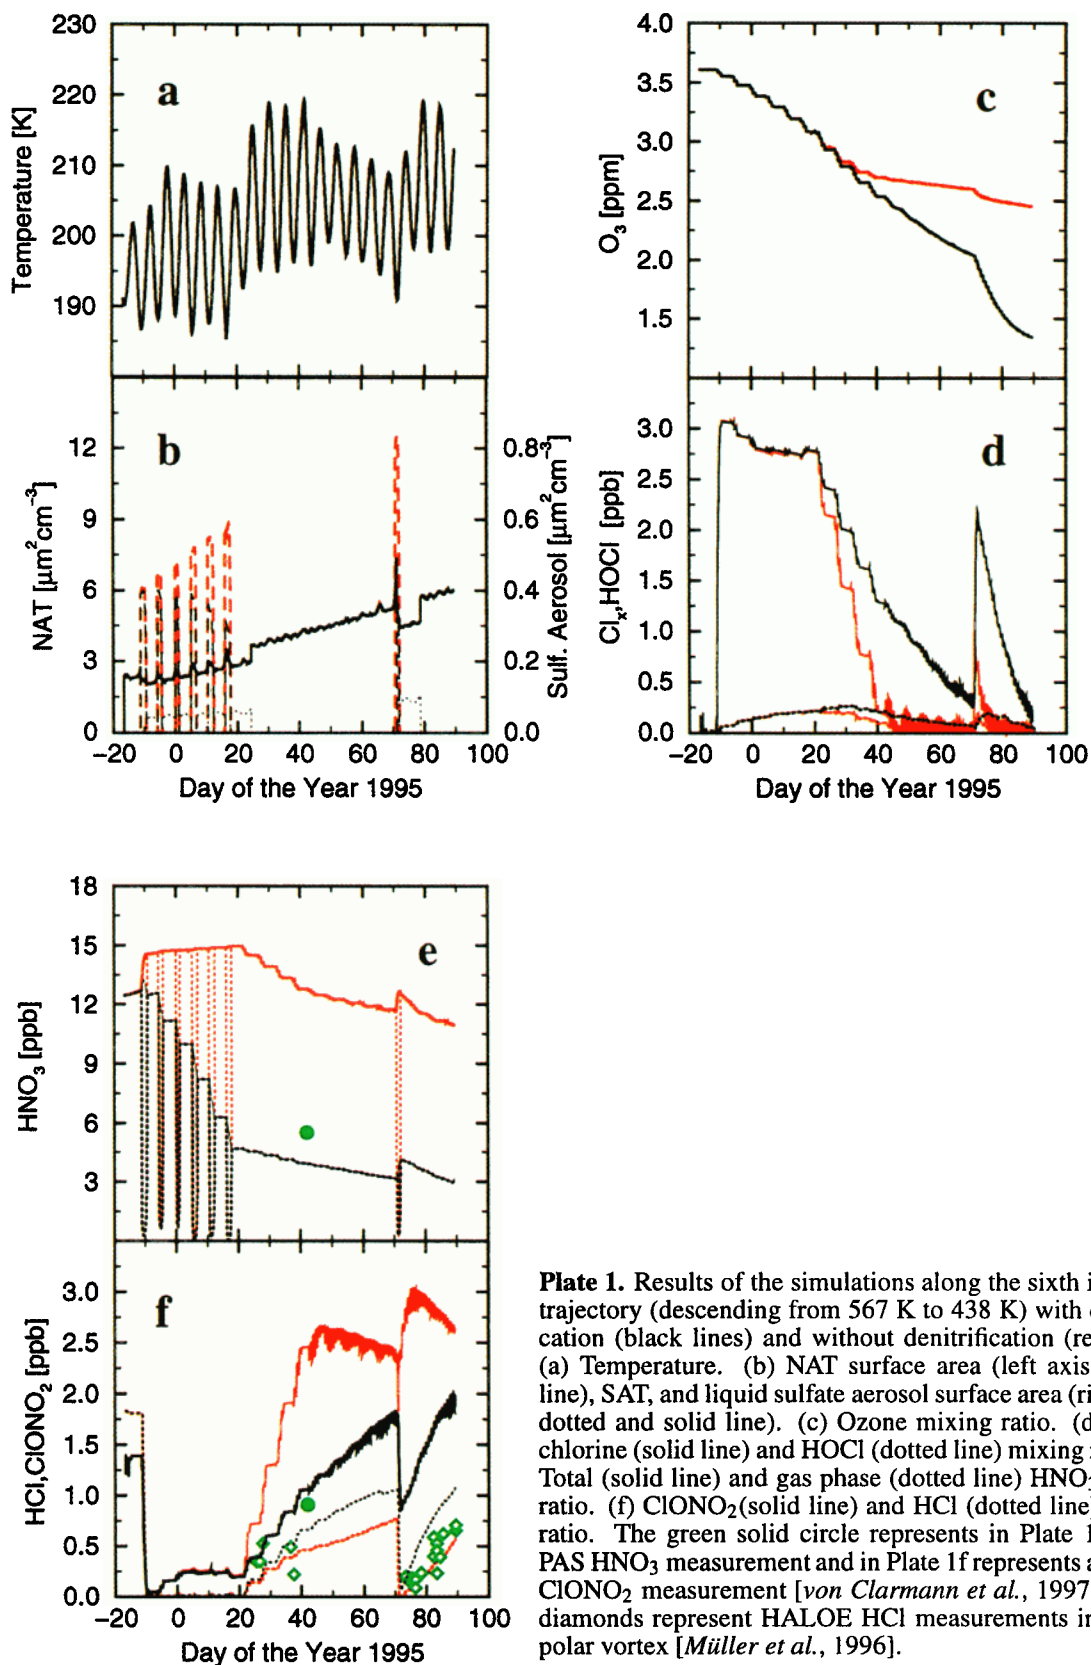 230
220
210
200
190
Temperature [K]
a
12
9
6
3
0
NAT [μm²cm⁻³]
b
0.8
0.6
0.4
0.2
0.0
Sulf. Aerosol [μm²cm⁻³]
−20 0 20 40 60 80 100
Day of the Year 1995
4.0
3.5
3.0
2.5
2.0
1.5
O₃ [ppm]
c
3.0
2.5
2.0
1.5
1.0
0.5
0.0
Clₓ,HOCl [ppb]
d
−20 0 20 40 60 80 100
Day of the Year 1995
18
15
12
9
6
3
HNO₃ [ppb]
e
3.0
2.5
2.0
1.5
1.0
0.5
0.0
HCl,ClONO₂ [ppb]
f
−20 0 20 40 60 80 100
Day of the Year 1995
Plate 1. Results of the simulations along the sixth
trajectory (descending from 567 K to 438 K) with
cation (black lines) and without denitrification
(a) Temperature. (b) NAT surface area (left axis
line), SAT, and liquid sulfate aerosol surface area
dotted and solid line). (c) Ozone mixing ratio.
chlorine (solid line) and HOCl (dotted line) mixing
Total (solid line) and gas phase (dotted line) HNO₃
ratio. (f) ClONO₂(solid line) and HCl (dotted line)
ratio. The green solid circle represents in Plate
PAS HNO₃ measurement and in Plate 1f represents
ClONO₂ measurement [von Clarmann et al., 1997
diamonds represent HALOE HCl measurements in
polar vortex [Müller et al., 1996].